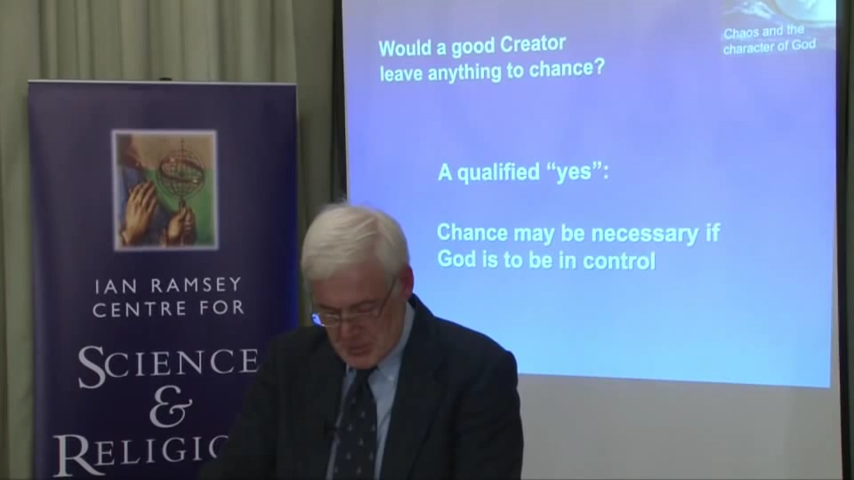 IAN RAMSEY
CENTRE FOR
SCIENCE
&
RELIGIO
Chaos and the
character of God
Would a good Creator
leave anything to chance?
A qualified “yes”:
Chance may be necessary if
God is to be in control